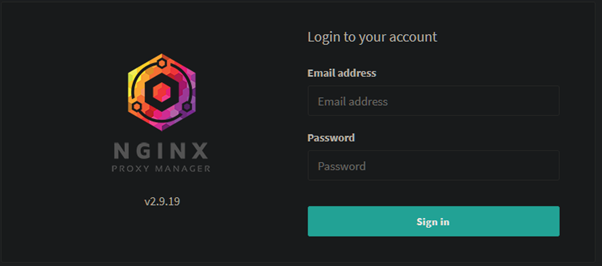 Login to your account
Email address
Email address
Password
Password
Sign in
NGINX
PROXY MANAGER
v2.9.19